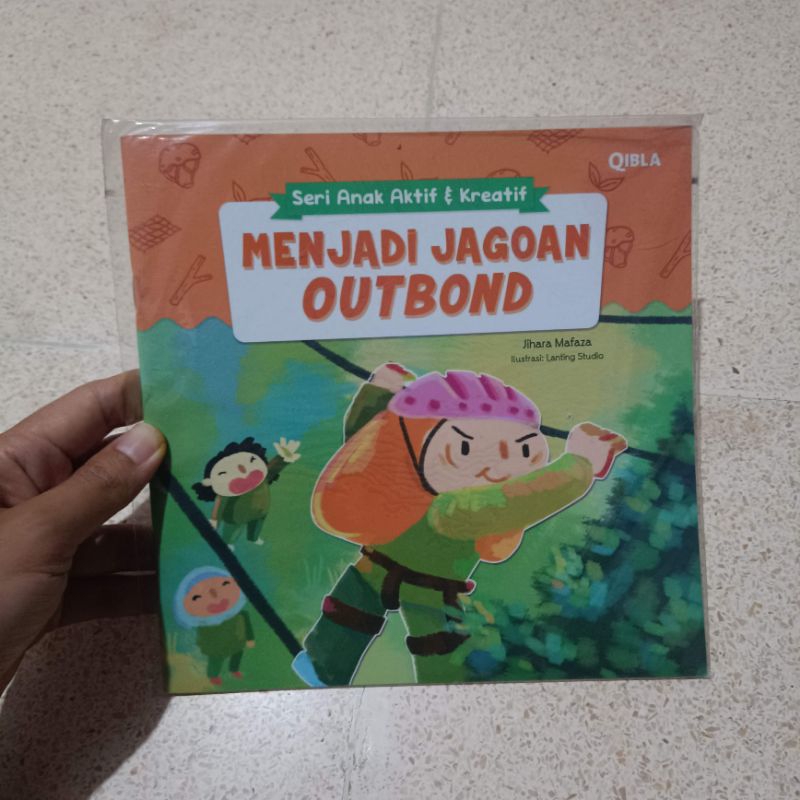 QIBLA
Seri Anak Aktif & Kreatif
MENJADI JAGOAN
OUTBOND
Jihara Mafaza
Ilustrasi: Lanting Studio